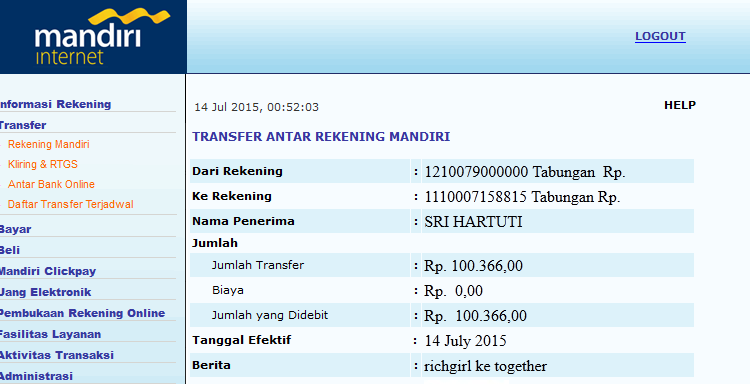 mandiri
internet
LOGOUT
nformasi Rekening
Transfer
Rekening Mandiri
Kliring & RTGS
Antar Bank Online
Daftar Transfer Terjadwal
Bayar
Beli
Mandiri Clickpay
Uang Elektronik
Pembukaan Rekening Online
Fasilitas Layanan
Aktivitas Transaksi
Administrasi
14 Jul 2015, 00:52:03
HELP
TRANSFER ANTAR REKENING MANDIRI
Dari Rekening : 1210079000000 Tabungan Rp.
Ke Rekening : 1110007158815 Tabungan Rp.
Nama Penerima : SRI HARTUTI
Jumlah
Jumlah Transfer : Rp. 100.366,00
Biaya : Rp. 0,00
Jumlah yang Didebit : Rp. 100.366,00
Tanggal Efektif : 14 July 2015
Berita : richgirl ke together